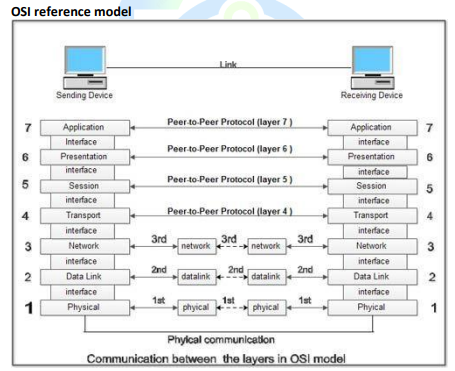 OSI reference model
Link
Sending Device Receiving Device
7 Application Peer-to-Peer Protocol (layer 7 ) Application 7
Interface interface
6 Presentation Peer-to-Peer Protocol (layer 6 ) Presentation 6
interface interface
5 Session Peer-to-Peer Protocol (layer 5 ) Session 5
interface interface
4 Transport Peer-to-Peer Protocol (layer 4 ) Transport 4
interface interface
3 Network 3rd network 3rd network 3rd Network 3
interface interface
2 Data Link 2nd datalink 2nd datalink 2nd Data Link 2
interface interface
1 Physical 1st phyical 1st phyical 1st Phyical 1
Phyical communication
Communication between the layers in OSI model